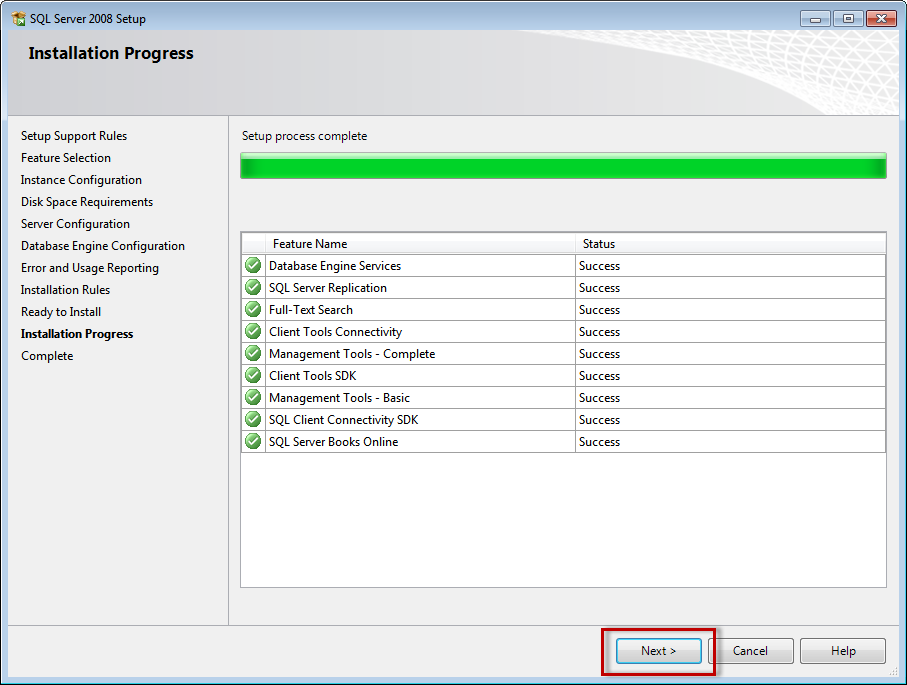 SQL Server 2008 Setup
Installation Progress
Setup Support Rules
Feature Selection
Instance Configuration
Disk Space Requirements
Server Configuration
Database Engine Configuration
Error and Usage Reporting
Installation Rules
Ready to Install
Installation Progress
Complete
Setup process complete
Feature Name Status
Database Engine Services Success
SQL Server Replication Success
Full-Text Search Success
Client Tools Connectivity Success
Management Tools - Complete Success
Client Tools SDK Success
Management Tools - Basic Success
SQL Client Connectivity SDK Success
SQL Server Books Online Success
Next > Cancel Help